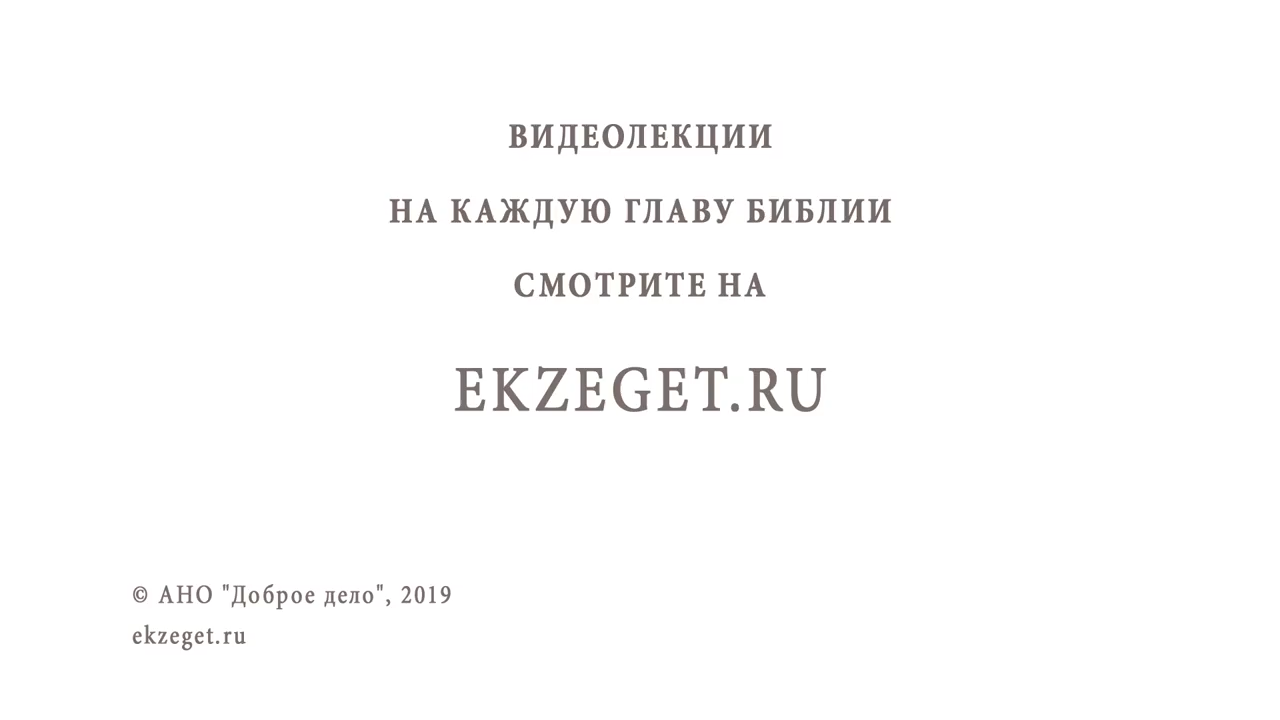 ВИДЕОЛЕКЦИИ
НА КАЖДУЮ ГЛАВУ БИБЛИИ
СМОТРИТЕ НА
EKZEGET.RU
© АНО "Доброе дело", 2019
ekzeget.ru